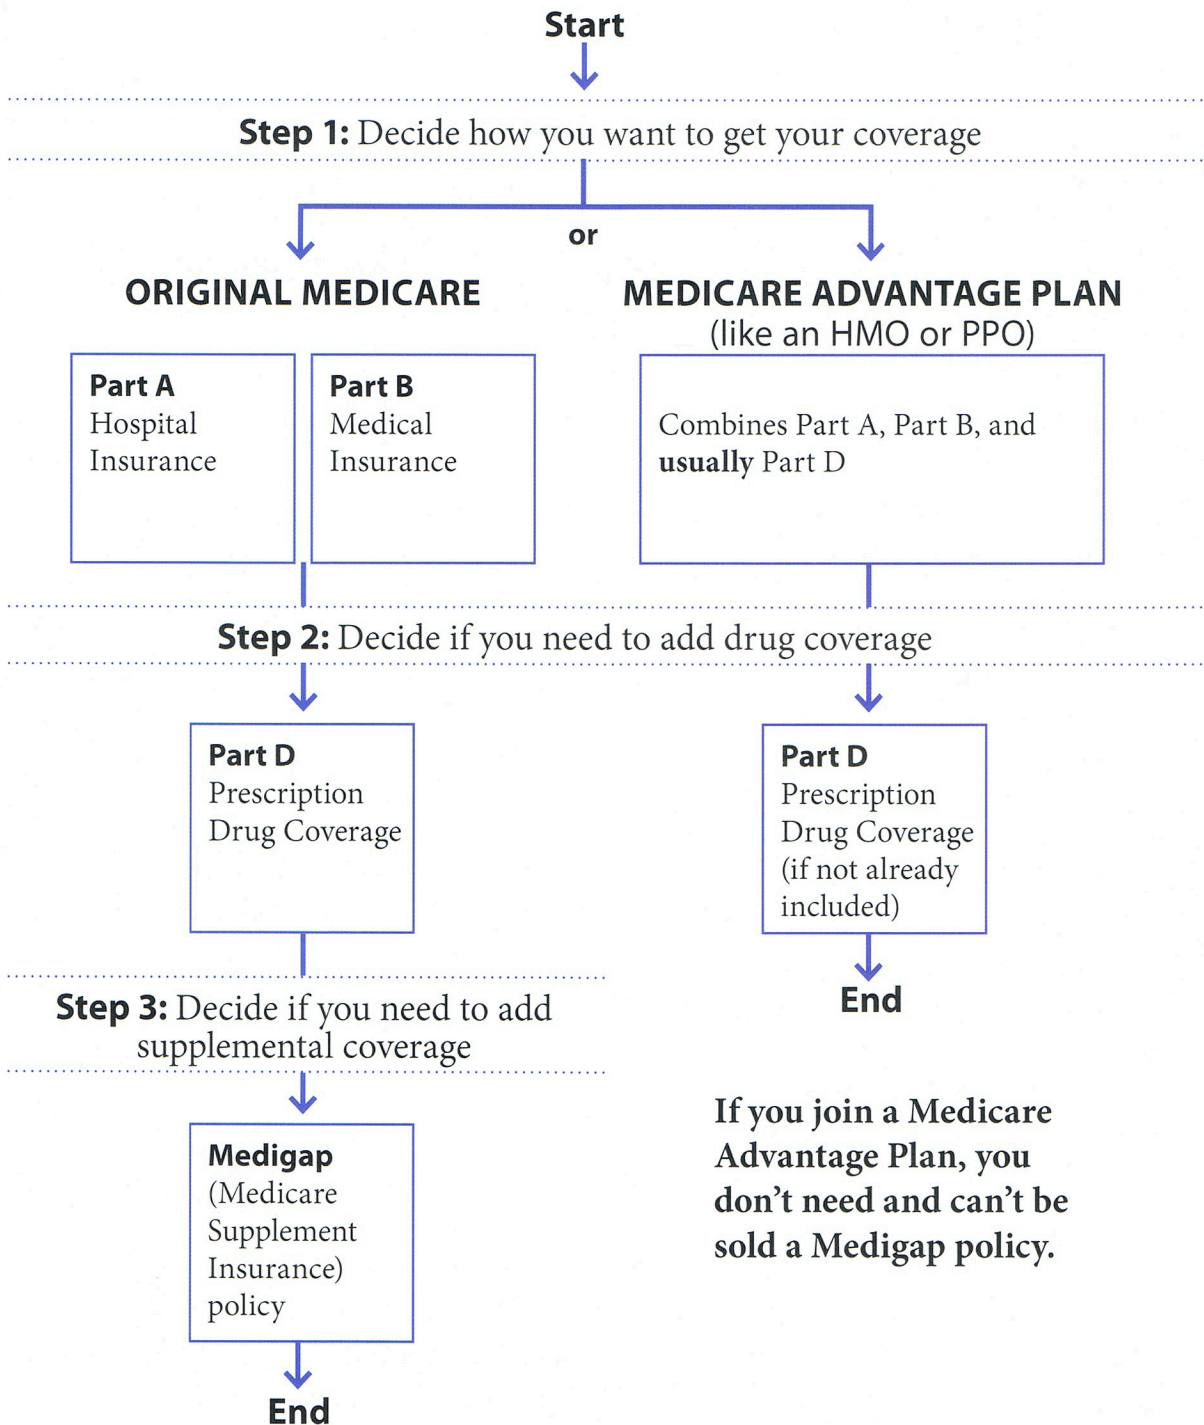 Start
Step 1: Decide how you want to get your coverage
or
ORIGINAL MEDICARE
MEDICARE ADVANTAGE PLAN
(like an HMO or PPO)
Part A
Hospital
Insurance
Part B
Medical
Insurance
Combines Part A, Part B, and
usually Part D
Step 2: Decide if you need to add drug coverage
Part D
Prescription
Drug Coverage
Part D
Prescription
Drug Coverage
(if not already
included)
End
Step 3: Decide if you need to add
supplemental coverage
Medigap
(Medicare
Supplement
Insurance)
policy
End
If you join a Medicare
Advantage Plan, you
don't need and can't be
sold a Medigap policy.